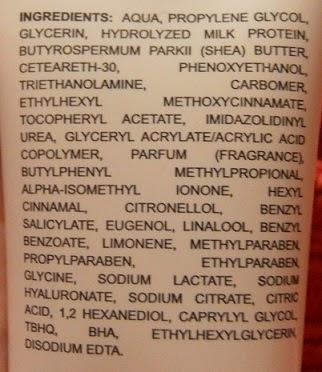 INGREDIENTS: AQUA, PROPYLENE GLYCOL,
GLYCERIN, HYDROLYZED MILK PROTEIN,
BUTYROSPERMUM PARKII (SHEA) BUTTER,
CETEARETH-30, PHENOXYETHANOL,
TRIETHANOLAMINE, CARBOMER,
ETHYLHEXYL METHOXYCINNAMATE,
TOCOPHERYL ACETATE, IMIDAZOLIDINYL
UREA, GLYCERYL ACRYLATE/ACRYLIC ACID
COPOLYMER, PARFUM (FRAGRANCE),
BUTYLPHENYL METHYLPROPIONAL,
ALPHA-ISOMETHYL IONONE, HEXYL
CINNAMAL, CITRONELLOL, BENZYL
SALICYLATE, EUGENOL, LINALOOL, BENZYL
BENZOATE, LIMONENE, METHYLPARABEN,
PROPYLPARABEN, ETHYLPARABEN,
GLYCINE, SODIUM LACTATE, SODIUM
HYALURONATE, SODIUM CITRATE, CITRIC
ACID, 1,2 HEXANEDIOL, CAPRYLYL GLYCOL,
TBHQ, BHA, ETHYLHEXYLGLYCERIN,
DISODIUM EDTA.